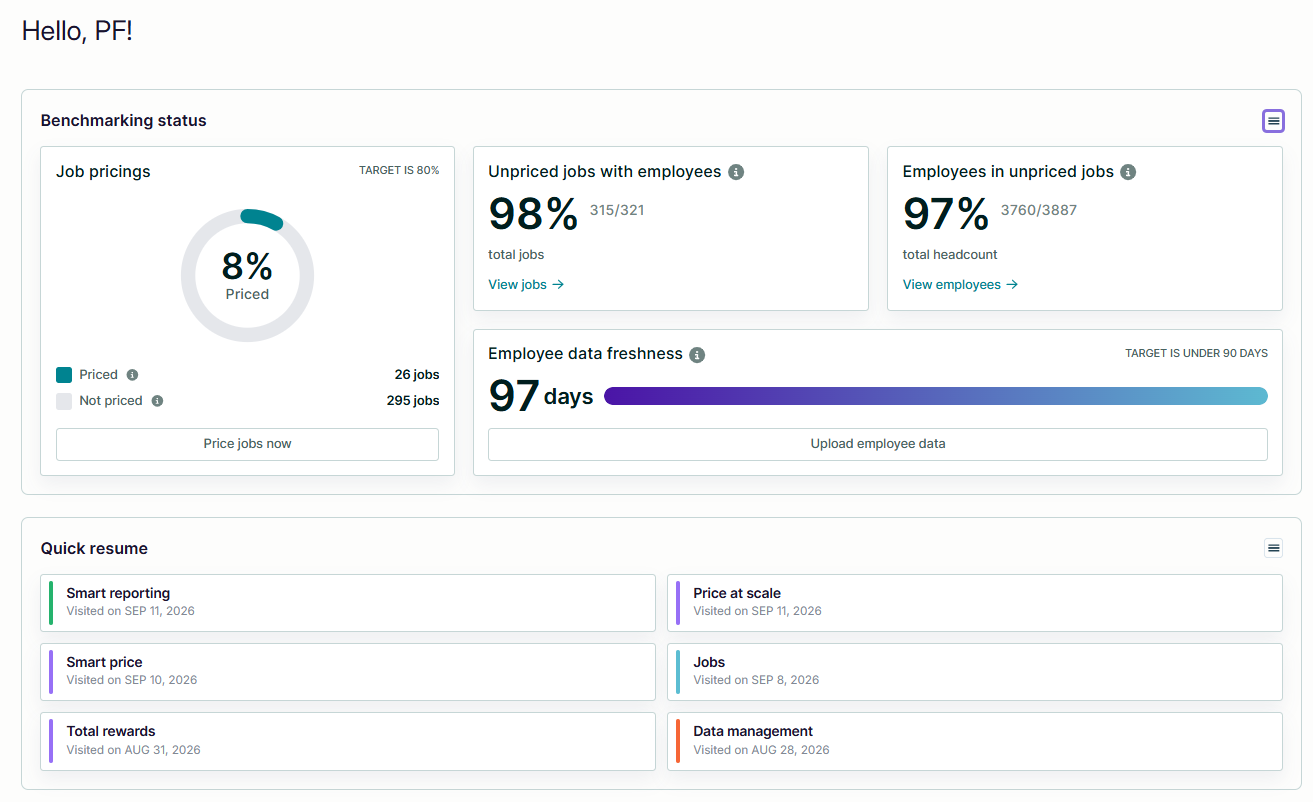 Hello, PF!
Benchmarking status
Job pricings
TARGET IS 80%
8%
Priced
Priced
26 jobs
Not priced
295 jobs
Price jobs now
Unpriced jobs with employees
98% 315/321
total jobs
View jobs →
Employees in unpriced jobs
97% 3760/3887
total headcount
View employees →
Employee data freshness
TARGET IS UNDER 90 DAYS
97 days
Upload employee data
Quick resume
Smart reporting
Visited on SEP 11, 2026
Price at scale
Visited on SEP 11, 2026
Smart price
Visited on SEP 10, 2026
Jobs
Visited on SEP 8, 2026
Total rewards
Visited on AUG 31, 2026
Data management
Visited on AUG 28, 2026